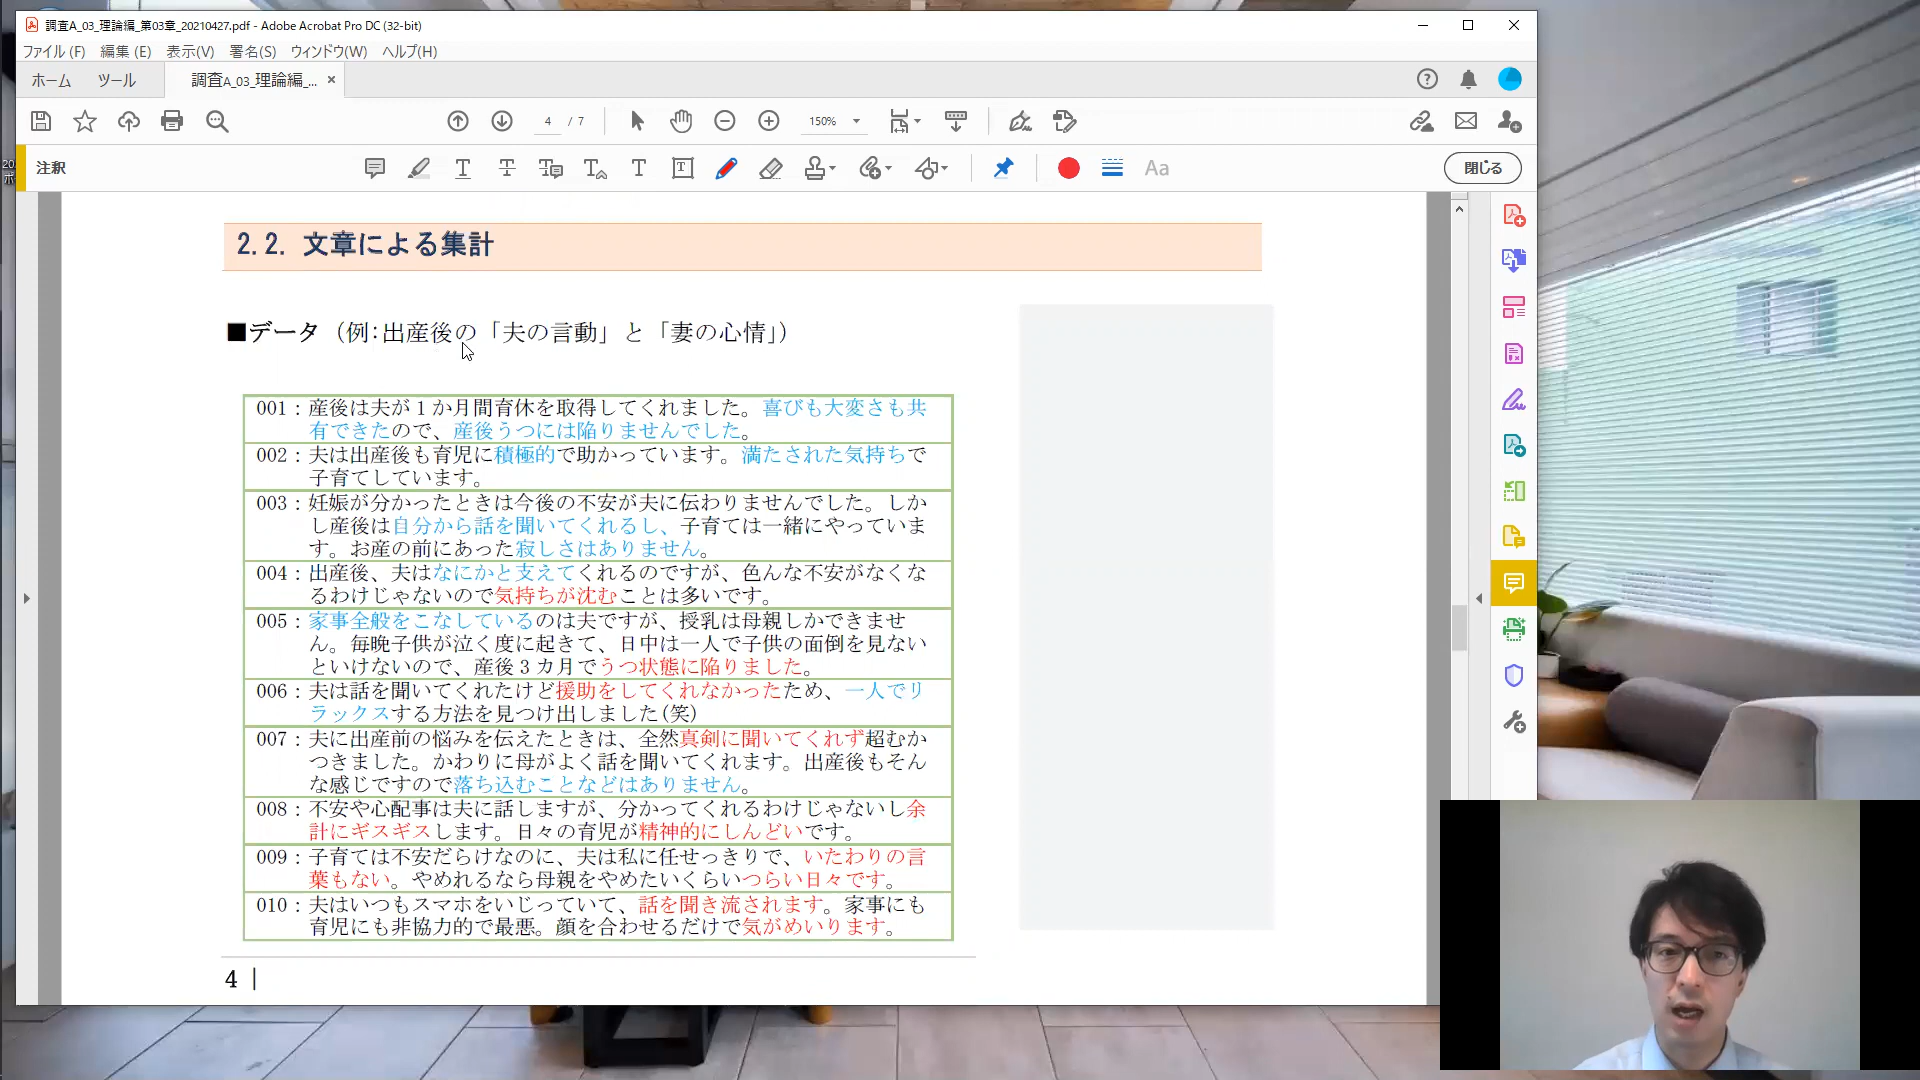 調査A_03_理論編_第03章_20210427.pdf - Adobe Acrobat Pro DC (32-bit)
ファイル (F) 編集 (E) 表示(V) 署名(S) ウィンドウ(W) ヘルプ(H)
ホーム ツール 調査A_03_理論編_... ×
4 / 7 150%
注釈 Aa 閉じる
2.2. 文章による集計
■データ（例：出産後の「夫の言動」と「妻の心情」）
001：産後は夫が１か月間育休を取得してくれました。喜びも大変さも共
有できたので、産後うつには陥りませんでした。
002：夫は出産後も育児に積極的で助かっています。満たされた気持ちで
子育てしています。
003：妊娠が分かったときは今後の不安が夫に伝わりませんでした。しか
し産後は自分から話を聞いてくれるし、子育ては一緒にやっていま
す。お産の前にあった寂しさはありません。
004：出産後、夫はなにかと支えてくれるのですが、色んな不安がなくな
るわけじゃないので気持ちが沈むことは多いです。
005：家事全般をこなしているのは夫ですが、授乳は母親しかできませ
ん。毎晩子供が泣く度に起きて、日中は一人で子供の面倒を見ない
といけないので、産後３カ月でうつ状態に陥りました。
006：夫は話を聞いてくれたけど援助をしてくれなかったため、一人でリ
ラックスする方法を見つけ出しました(笑)
007：夫に出産前の悩みを伝えたときは、全然真剣に聞いてくれず超むか
つきました。かわりに母がよく話を聞いてくれます。出産後もそん
な感じですので落ち込むことなどはありません。
008：不安や心配事は夫に話しますが、分かってくれるわけじゃないし余
計にギスギスします。日々の育児が精神的にしんどいです。
009：子育ては不安だらけなのに、夫は私に任せっきりで、いたわりの言
葉もない。やめれるなら母親をやめたいくらいつらい日々です。
010：夫はいつもスマホをいじっていて、話を聞き流されます。家事にも
育児にも非協力的で最悪。顔を合わせるだけで気がめいります。
4 |